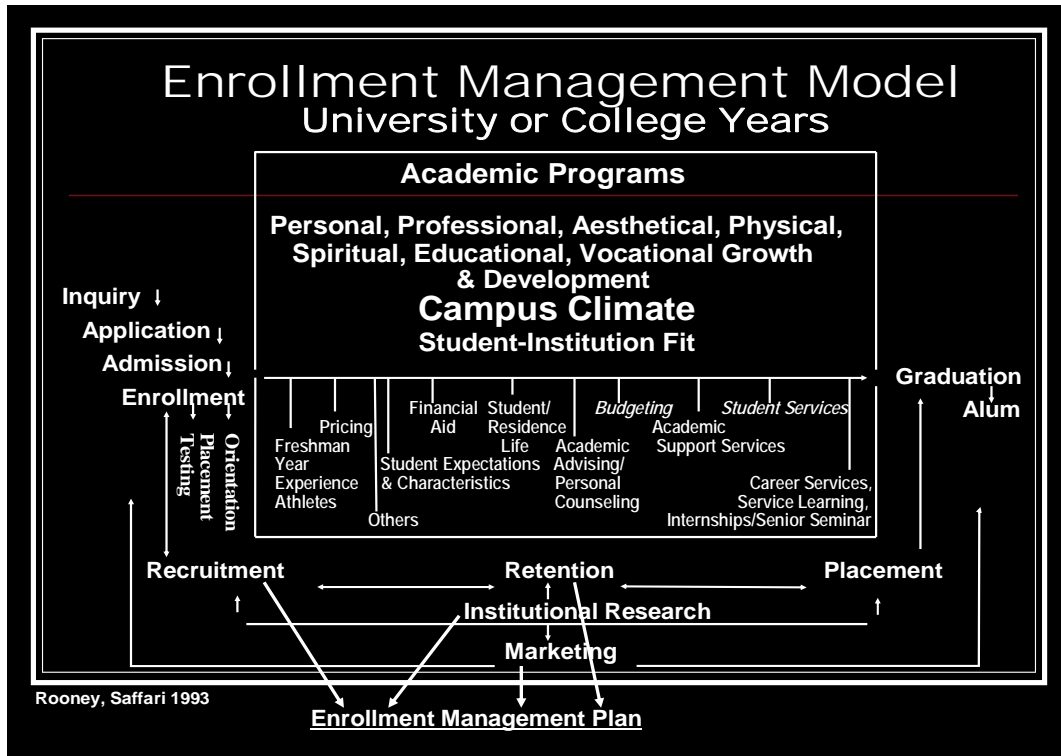 Enrollment Management Model
University or College Years
Academic Programs
Personal, Professional, Aesthetical, Physical,
Spiritual, Educational, Vocational Growth
& Development
Campus Climate
Student-Institution Fit
Inquiry
Application
Admission
Enrollment
Orientation
Placement
Testing
Pricing
Freshman
Year
Experience
Athletes
Others
Financial
Aid
Student Expectations
& Characteristics
Student/
Residence
Life
Academic
Advising/
Personal
Counseling
Budgeting
Academic
Support Services
Student Services
Career Services,
Service Learning,
Internships/Senior Seminar
Graduation
Alum
Recruitment
Retention
Placement
Institutional Research
Marketing
Rooney, Saffari 1993
Enrollment Management Plan